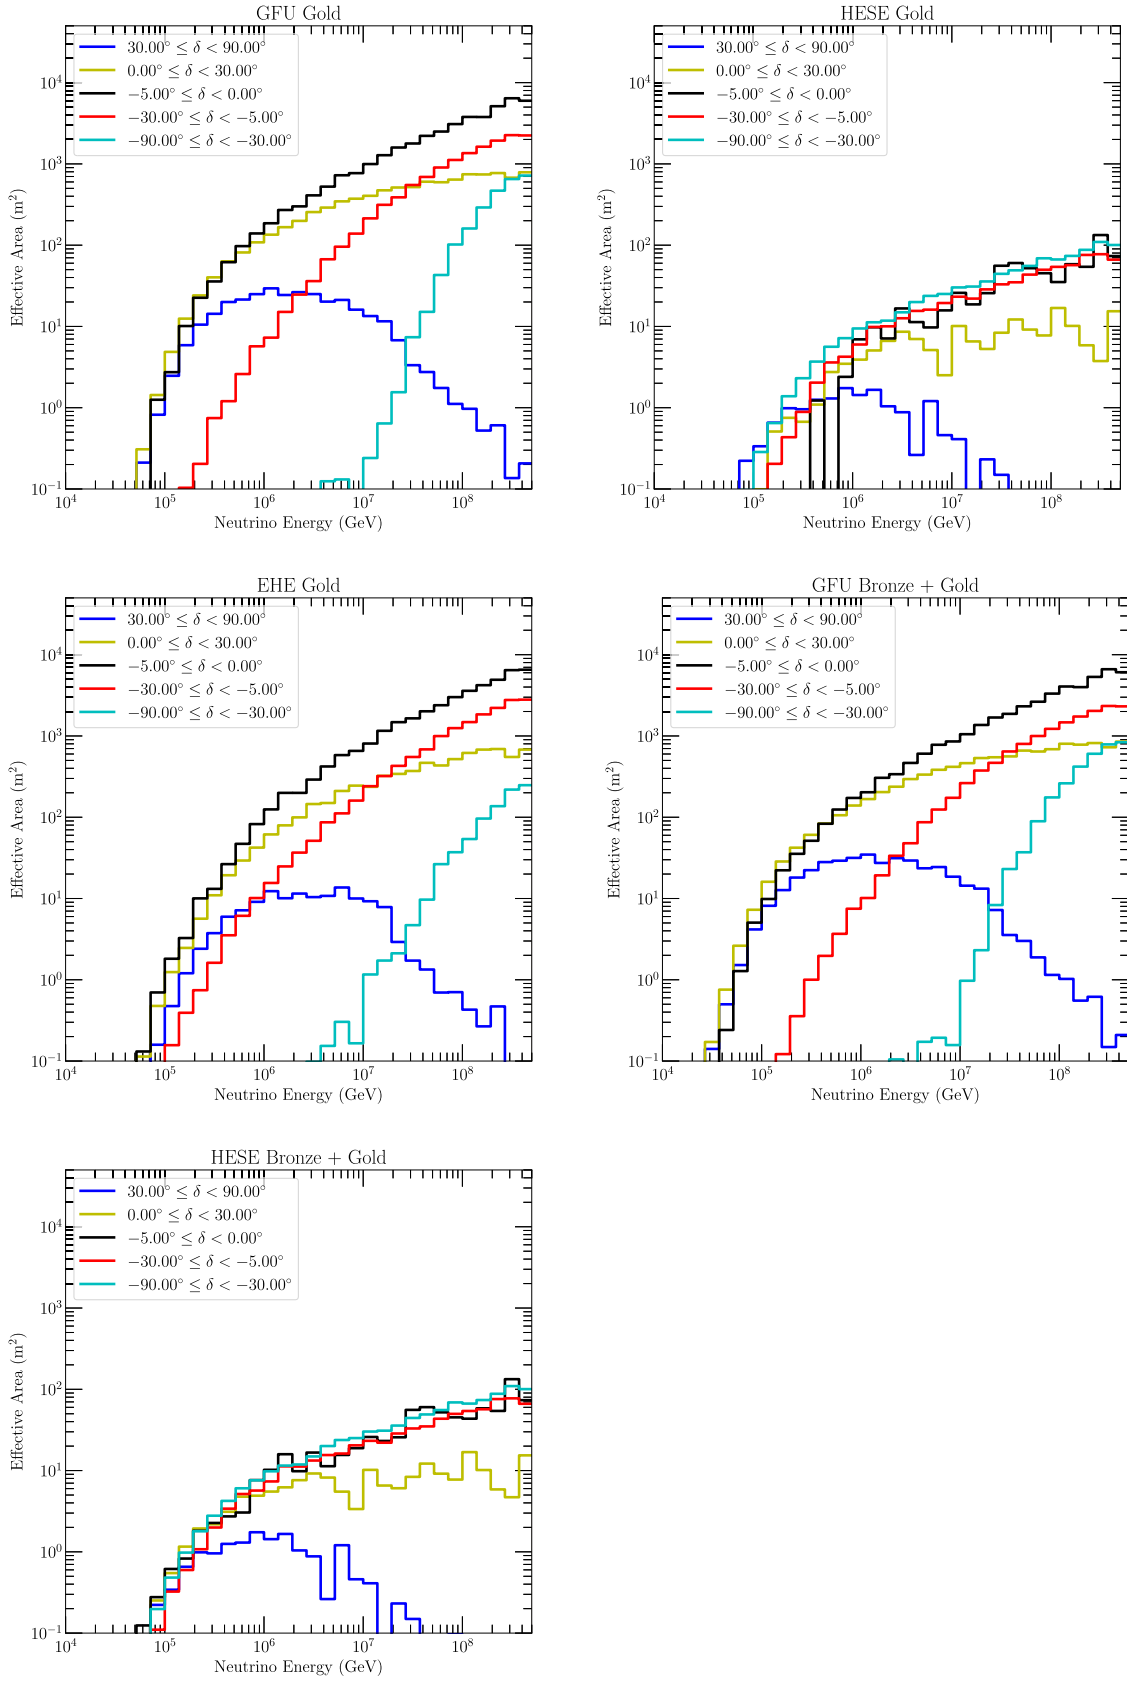 GFU Gold
30.00° ≤ δ < 90.00°
0.00° ≤ δ < 30.00°
−5.00° ≤ δ < 0.00°
−30.00° ≤ δ < −5.00°
−90.00° ≤ δ < −30.00°
Effective Area (m²)
10⁴
10³
10²
10¹
10⁰
10⁻¹
10⁴ 10⁵ 10⁶ 10⁷ 10⁸
Neutrino Energy (GeV)
HESE Gold
30.00° ≤ δ < 90.00°
0.00° ≤ δ < 30.00°
−5.00° ≤ δ < 0.00°
−30.00° ≤ δ < −5.00°
−90.00° ≤ δ < −30.00°
Effective Area (m²)
10⁴
10³
10²
10¹
10⁰
10⁻¹
10⁴ 10⁵ 10⁶ 10⁷ 10⁸
Neutrino Energy (GeV)
EHE Gold
30.00° ≤ δ < 90.00°
0.00° ≤ δ < 30.00°
−5.00° ≤ δ < 0.00°
−30.00° ≤ δ < −5.00°
−90.00° ≤ δ < −30.00°
Effective Area (m²)
10⁴
10³
10²
10¹
10⁰
10⁻¹
10⁴ 10⁵ 10⁶ 10⁷ 10⁸
Neutrino Energy (GeV)
GFU Bronze + Gold
30.00° ≤ δ < 90.00°
0.00° ≤ δ < 30.00°
−5.00° ≤ δ < 0.00°
−30.00° ≤ δ < −5.00°
−90.00° ≤ δ < −30.00°
Effective Area (m²)
10⁴
10³
10²
10¹
10⁰
10⁻¹
10⁴ 10⁵ 10⁶ 10⁷ 10⁸
Neutrino Energy (GeV)
HESE Bronze + Gold
30.00° ≤ δ < 90.00°
0.00° ≤ δ < 30.00°
−5.00° ≤ δ < 0.00°
−30.00° ≤ δ < −5.00°
−90.00° ≤ δ < −30.00°
Effective Area (m²)
10⁴
10³
10²
10¹
10⁰
10⁻¹
10⁴ 10⁵ 10⁶ 10⁷ 10⁸
Neutrino Energy (GeV)